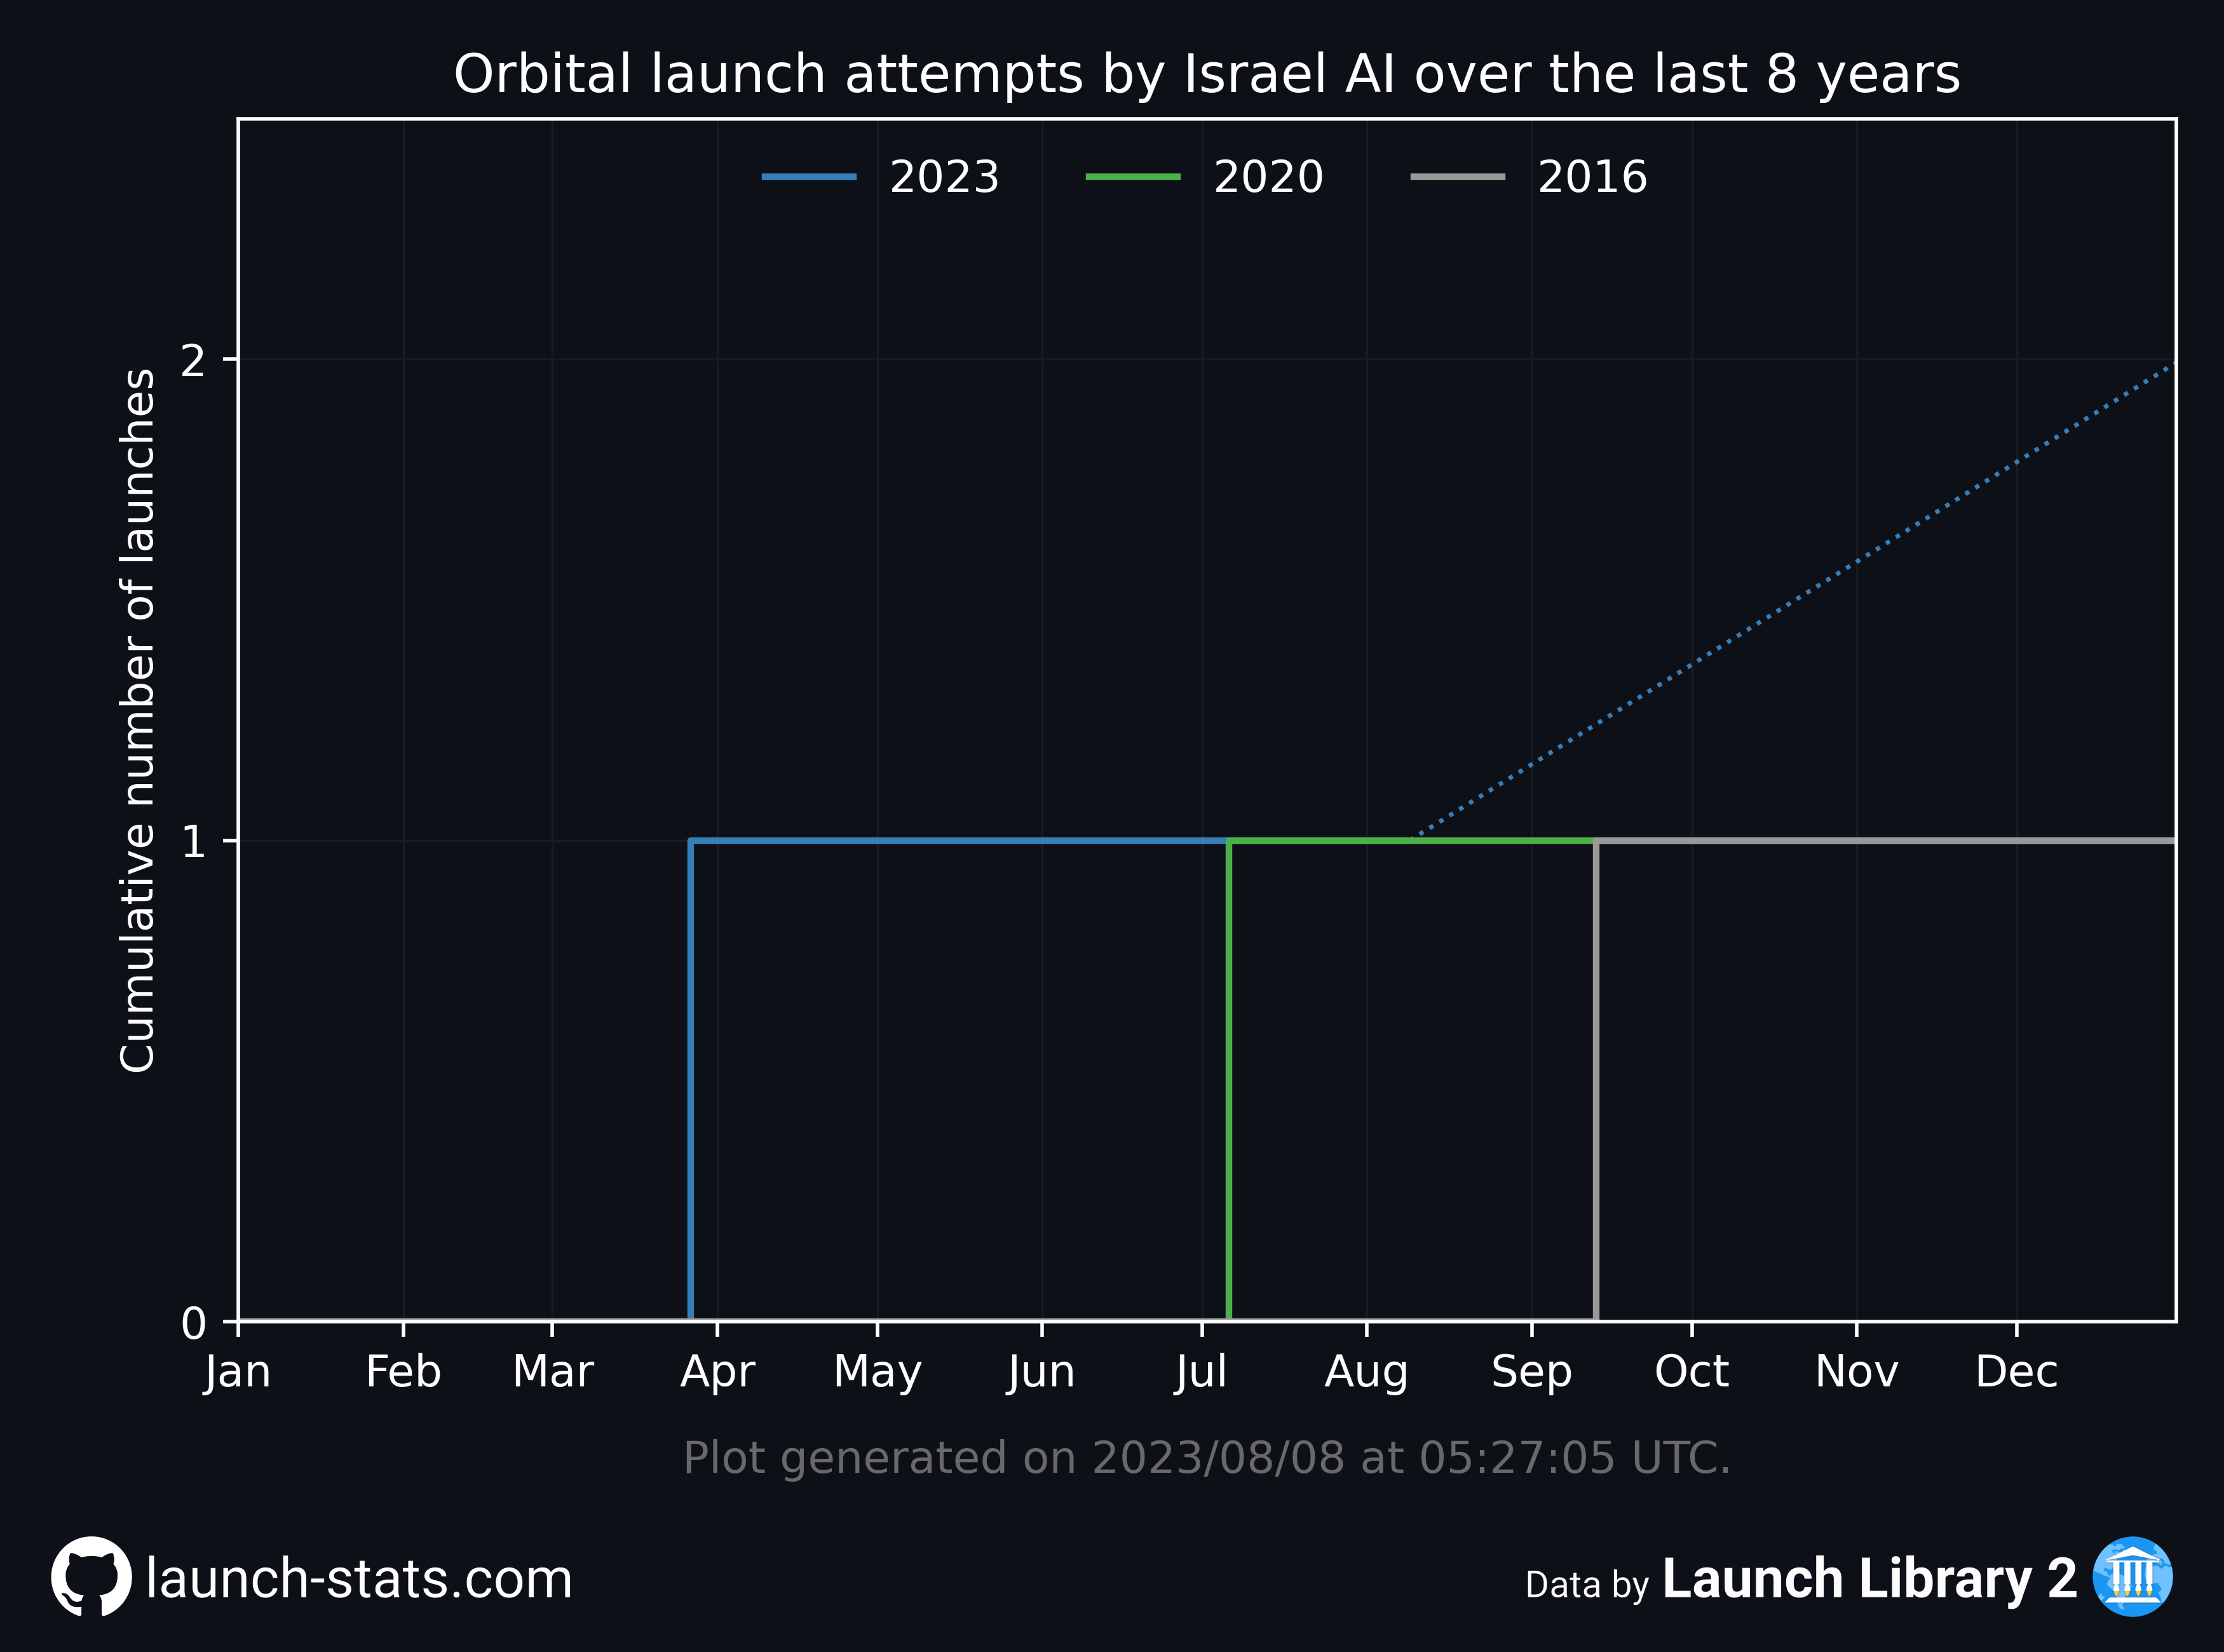 Orbital launch attempts by Israel AI over the last 8 years
2023 2020 2016
Cumulative number of launches
2
1
0
Jan Feb Mar Apr May Jun Jul Aug Sep Oct Nov Dec
Plot generated on 2023/08/08 at 05:27:05 UTC.
launch-stats.com
Data by Launch Library 2